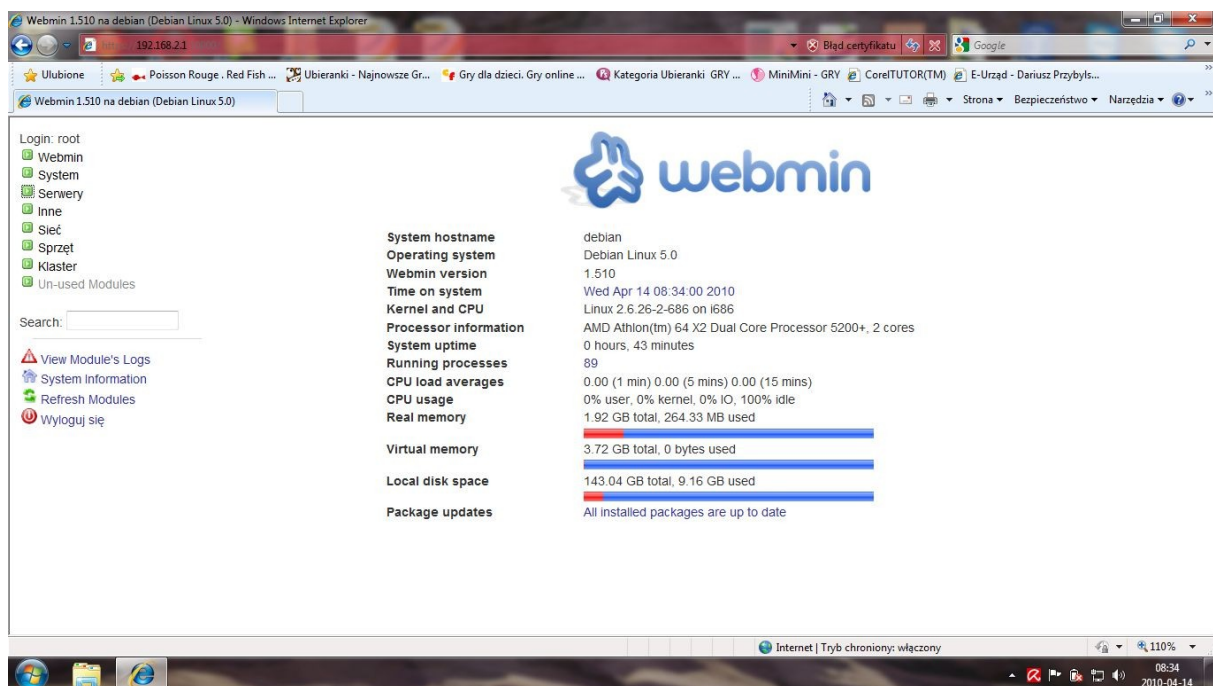 Webmin 1.510 na debian (Debian Linux 5.0) - Windows Internet Explorer
192.168.2.1 Błąd certyfikatu Google
Ulubione Poisson Rouge . Red Fish ... Ubieranki - Najnowsze Gr... Gry dla dzieci. Gry online ... Kategoria Ubieranki GRY ... MiniMini - GRY CorelTUTOR(TM) E-Urząd - Dariusz Przybyls...
Webmin 1.510 na debian (Debian Linux 5.0) Strona Bezpieczeństwo Narzędzia
Login: root
Webmin
System
Serwery
Inne
Sieć
Sprzęt
Klaster
Un-used Modules
Search:
View Module's Logs
System Information
Refresh Modules
Wyloguj się
webmin
System hostname debian
Operating system Debian Linux 5.0
Webmin version 1.510
Time on system Wed Apr 14 08:34:00 2010
Kernel and CPU Linux 2.6.26-2-686 on i686
Processor information AMD Athlon(tm) 64 X2 Dual Core Processor 5200+, 2 cores
System uptime 0 hours, 43 minutes
Running processes 89
CPU load averages 0.00 (1 min) 0.00 (5 mins) 0.00 (15 mins)
CPU usage 0% user, 0% kernel, 0% IO, 100% idle
Real memory 1.92 GB total, 264.33 MB used
Virtual memory 3.72 GB total, 0 bytes used
Local disk space 143.04 GB total, 9.16 GB used
Package updates All installed packages are up to date
Internet | Tryb chroniony: włączony 110%
08:34
2010-04-14